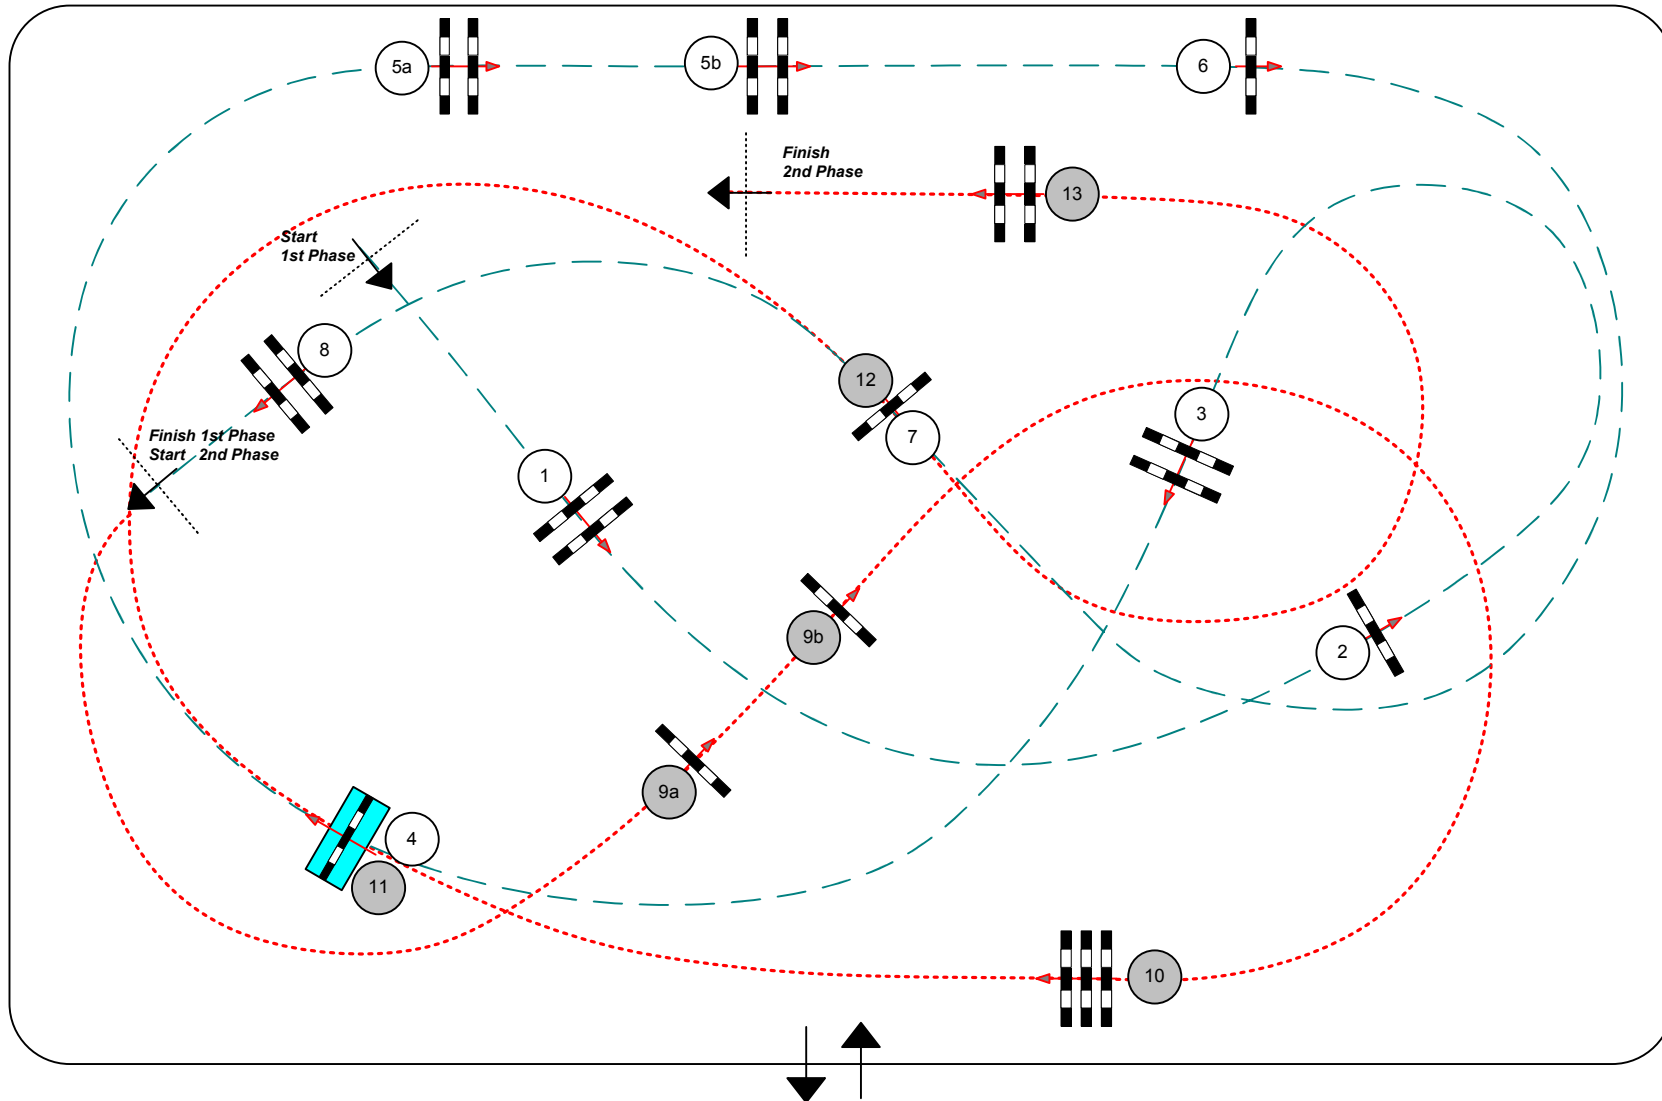 5a
5b
6
Finish
2nd Phase
13
Start
1st Phase
8
12
3
Finish 1st Phase
Start 2nd Phase
7
1
9b
2
9a
4
11
10